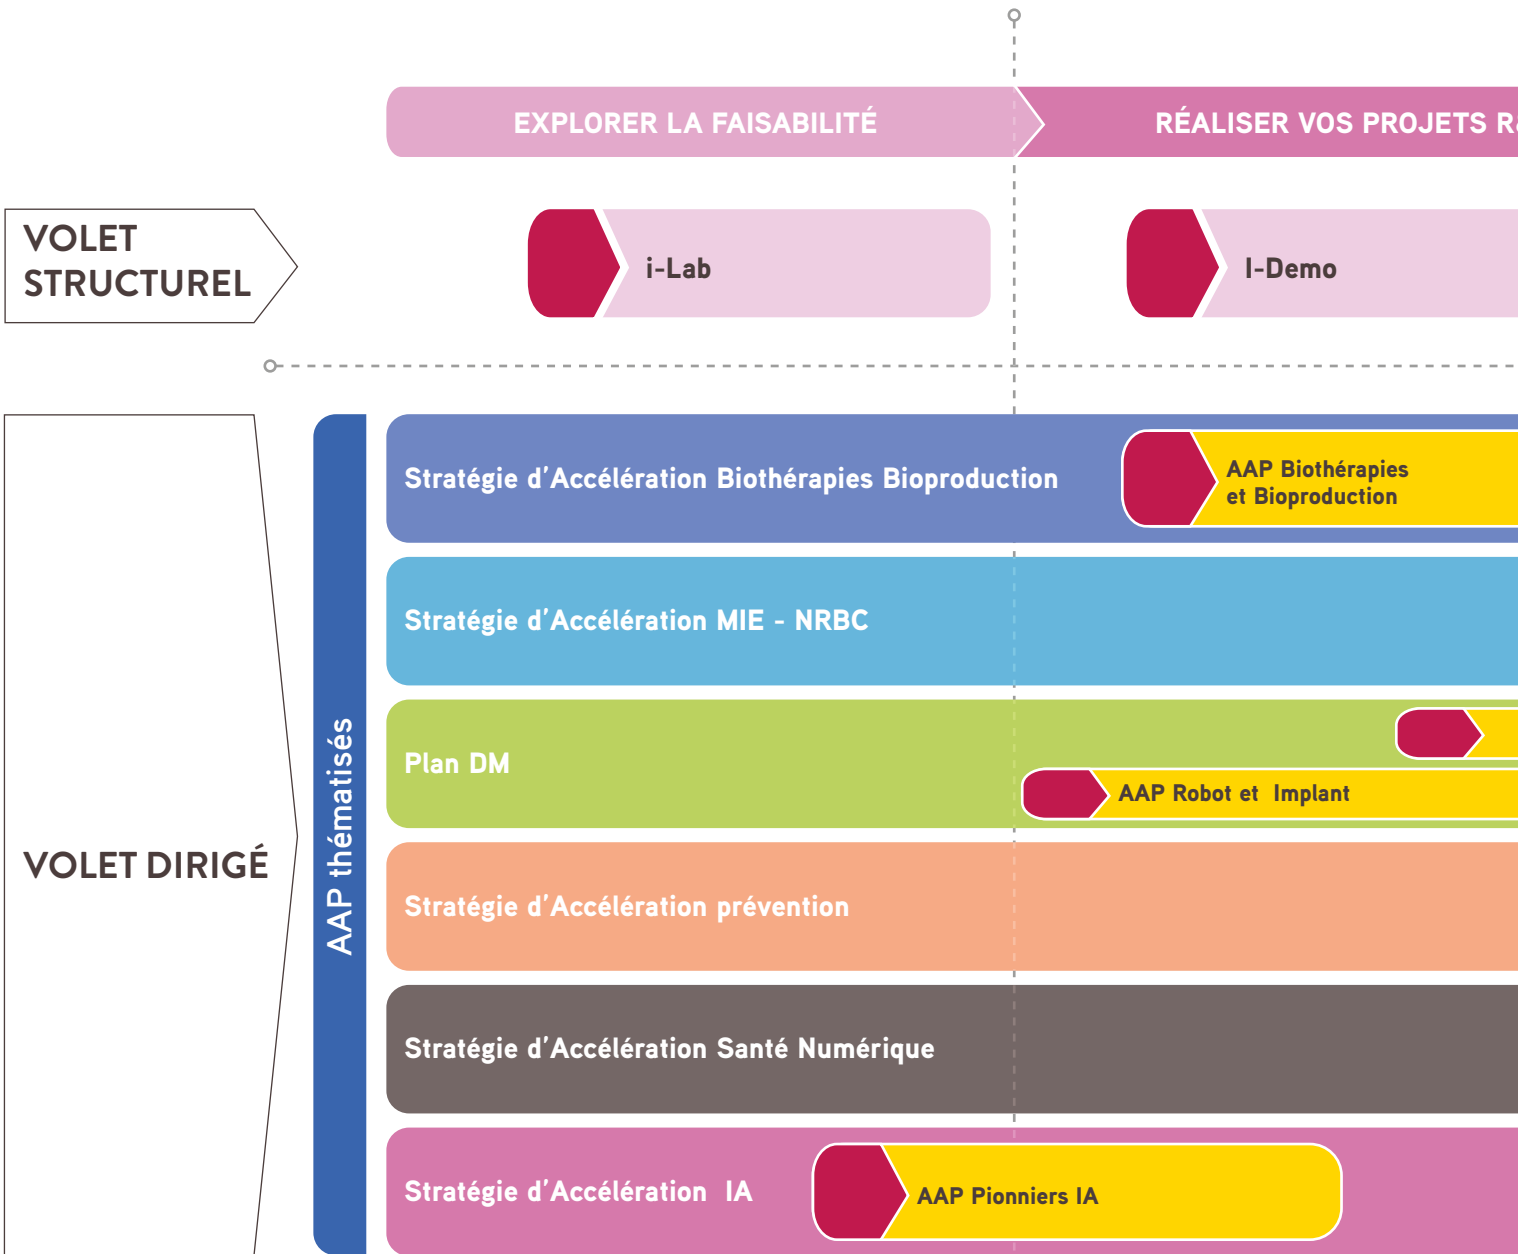 EXPLORER LA FAISABILITÉ
RÉALISER VOS PROJETS R&
VOLET
STRUCTUREL
i-Lab
I-Demo
Stratégie d'Accélération Biothérapies Bioproduction
AAP Biothérapies
et Bioproduction
Stratégie d'Accélération MIE - NRBC
Plan DM
AAP Robot et Implant
VOLET DIRIGÉ
AAP thématisés
Stratégie d'Accélération prévention
Stratégie d'Accélération Santé Numérique
Stratégie d'Accélération IA
AAP Pionniers IA